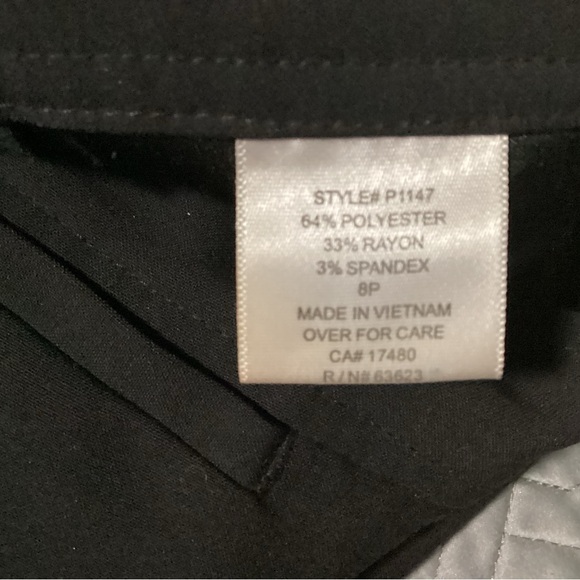 STYLE# P1147
64% POLYESTER
33% RAYON
3% SPANDEX
8P
MADE IN VIETNAM
OVER FOR CARE
CA# 17480
R/N# 63623